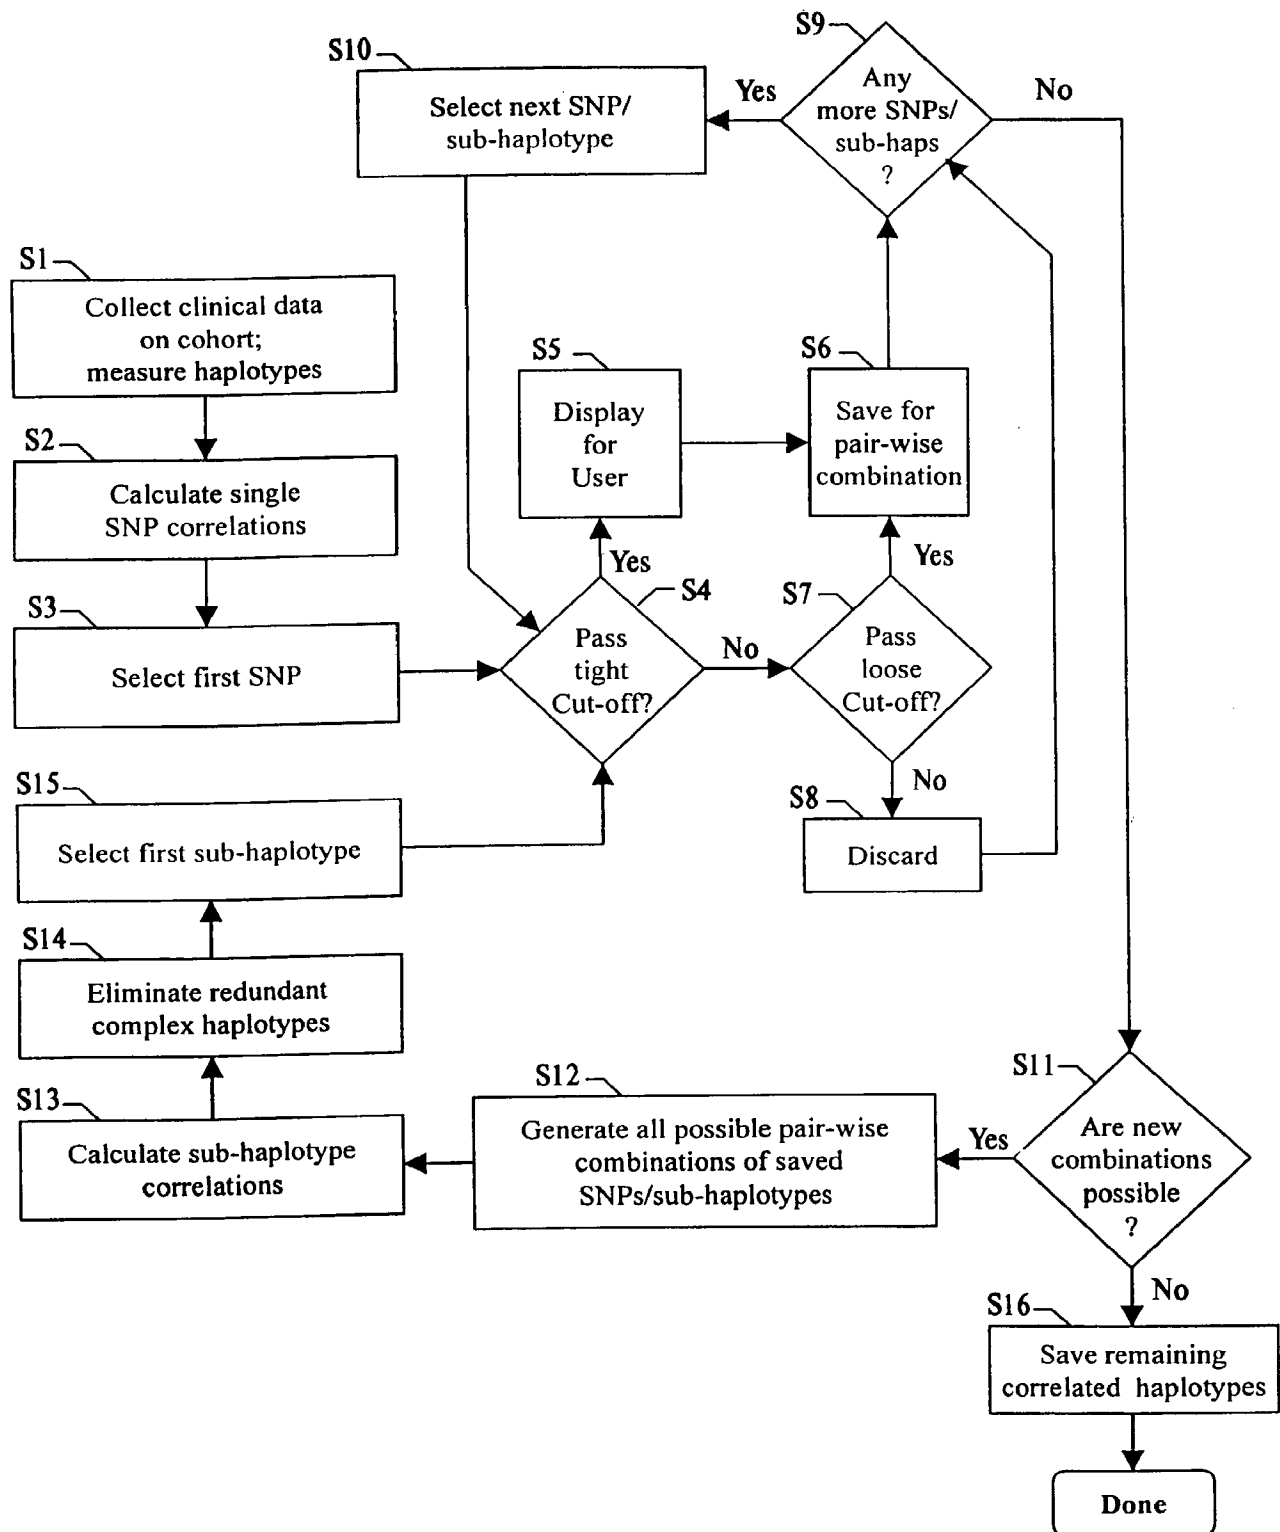 S9
S10
Any
more SNPs/
sub-haps
?
Yes
No
Select next SNP/
sub-haplotype
S1
Collect clinical data
on cohort;
measure haplotypes
S5
Display
for
User
S6
Save for
pair-wise
combination
S2
Calculate single
SNP correlations
Yes
Yes
S3
Select first SNP
S4
Pass
tight
Cut-off?
No
S7
Pass
loose
Cut-off?
No
S15
Select first sub-haplotype
S8
Discard
S14
Eliminate redundant
complex haplotypes
S13
Calculate sub-haplotype
correlations
S12
Generate all possible pair-wise
combinations of saved
SNPs/sub-haplotypes
Yes
S11
Are new
combinations
possible
?
No
S16
Save remaining
correlated haplotypes
Done